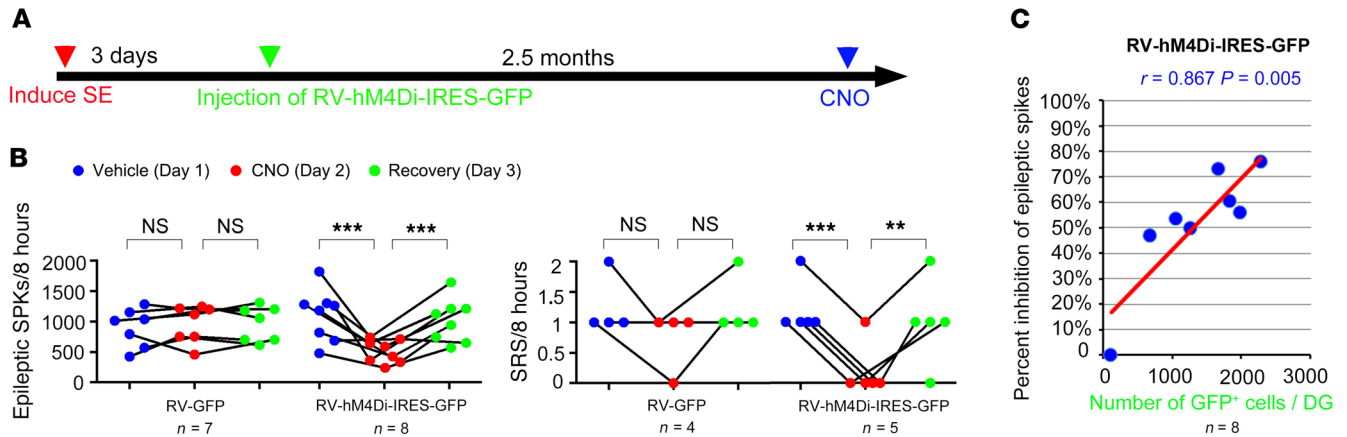 A
3 days
2.5 months
Induce SE
Injection of RV-hM4Di-IRES-GFP
CNO
B
Vehicle (Day 1)
CNO (Day 2)
Recovery (Day 3)
Epileptic SPKs/8 hours
2000
1500
1000
500
0
NS
NS
***
***
RV-GFP
RV-hM4Di-IRES-GFP
n = 7
n = 8
SRS/8 hours
2
1.5
1
0.5
0
NS
NS
***
**
RV-GFP
RV-hM4Di-IRES-GFP
n = 4
n = 5
C
RV-hM4Di-IRES-GFP
r = 0.867 P = 0.005
Percent inhibition of epileptic spikes
100%
90%
80%
70%
60%
50%
40%
30%
20%
10%
0
0
1000
2000
3000
Number of GFP⁺ cells / DG
n = 8